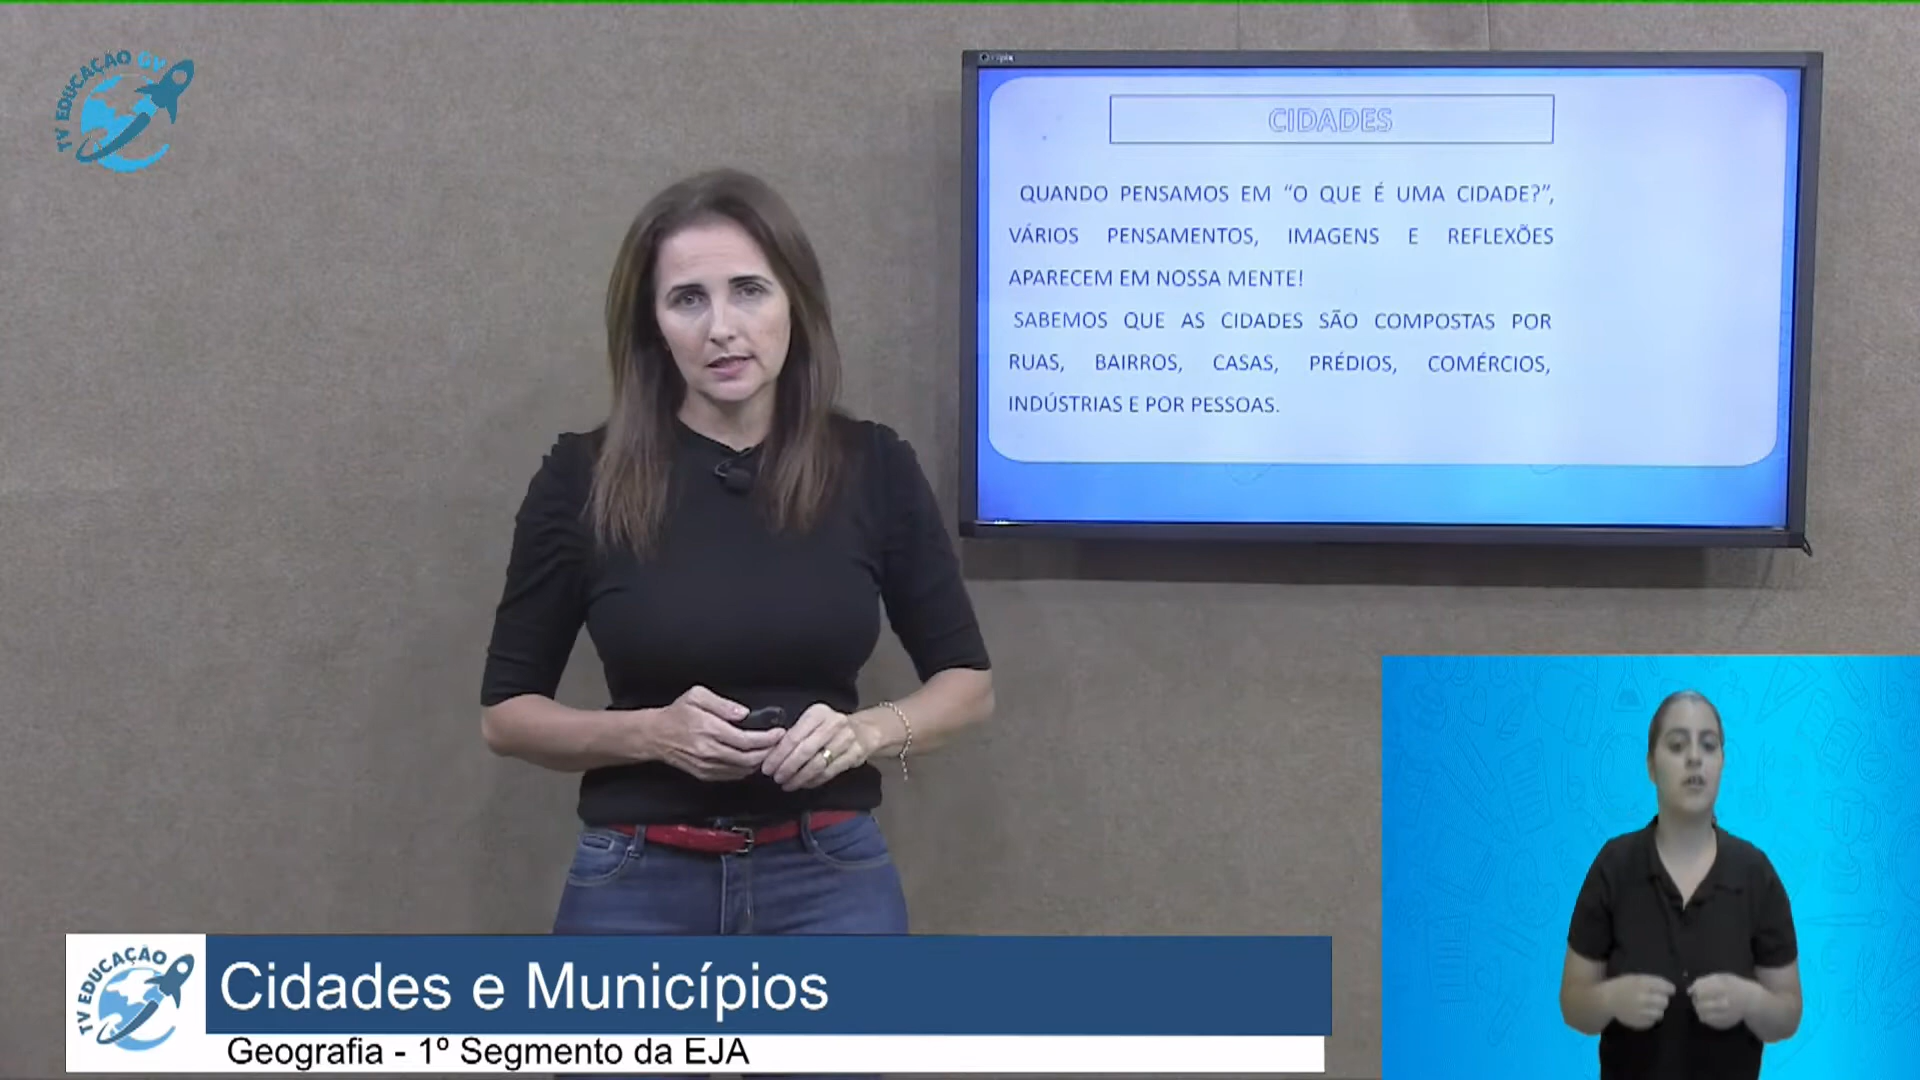 TV EDUCAÇÃO GV
CIDADES
QUANDO PENSAMOS EM “O QUE É UMA CIDADE?”,
VÁRIOS PENSAMENTOS, IMAGENS E REFLEXÕES
APARECEM EM NOSSA MENTE!
SABEMOS QUE AS CIDADES SÃO COMPOSTAS POR
RUAS, BAIRROS, CASAS, PRÉDIOS, COMÉRCIOS,
INDÚSTRIAS E POR PESSOAS.
TV EDUCAÇÃO
Cidades e Municípios
Geografia - 1º Segmento da EJA